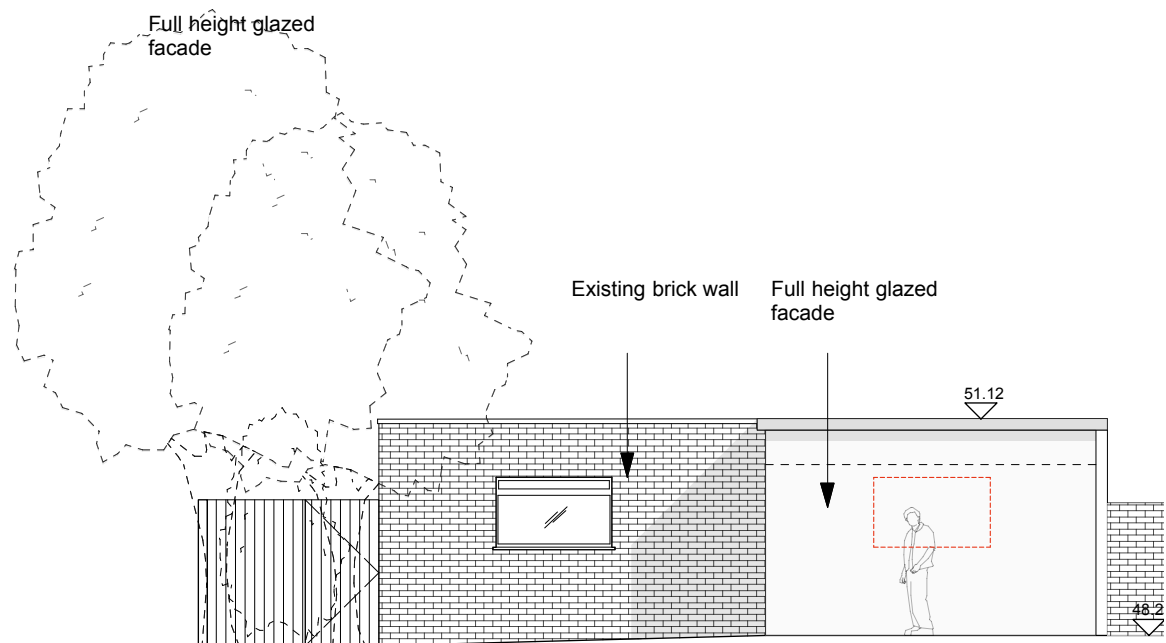 Full height glazed
facade
Existing brick wall
Full height glazed
facade
51.12
48.2